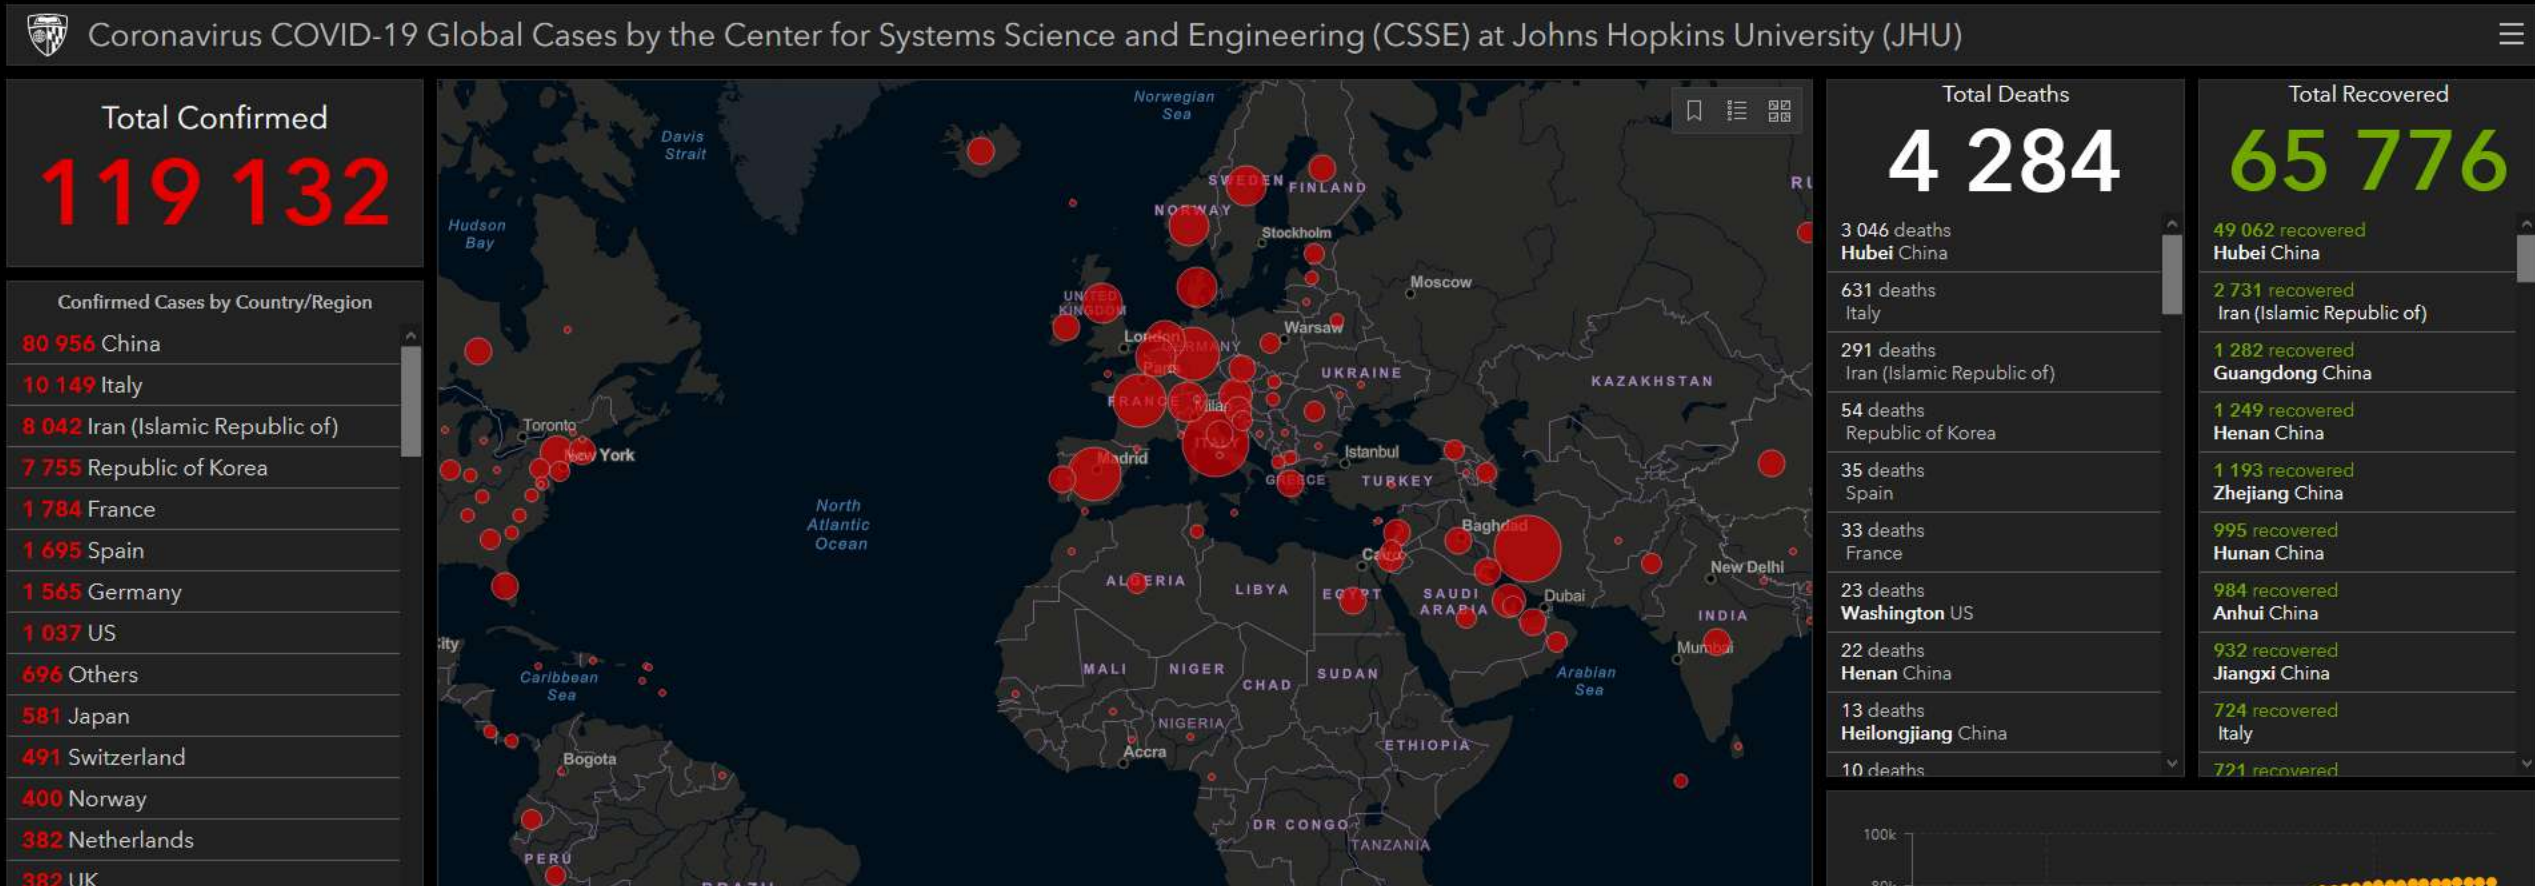 Coronavirus COVID-19 Global Cases by the Center for Systems Science and Engineering (CSSE) at Johns Hopkins University (JHU)
Total Confirmed
119 132
Confirmed Cases by Country/Region
80 956 China
10 149 Italy
8 042 Iran (Islamic Republic of)
7 755 Republic of Korea
1 784 France
1 695 Spain
1 565 Germany
1 037 US
696 Others
581 Japan
491 Switzerland
400 Norway
382 Netherlands
382 UK
Norwegian
Sea
Davis
Strait
Hudson
Bay
SWEDEN
FINLAND
NORWAY
Stockholm
Moscow
UNITED
KINGDOM
London
Warsaw
GERMANY
Paris
UKRAINE
KAZAKHSTAN
FRANCE
Milan
Toronto
New York
ITALY
Madrid
Istanbul
GREECE
TURKEY
North
Atlantic
Ocean
Baghdad
Cairo
New Delhi
ALGERIA
LIBYA
EGYPT
SAUDI
ARABIA
Dubai
INDIA
Mumbai
ity
Caribbean
Sea
MALI
NIGER
CHAD
SUDAN
Arabian
Sea
NIGERIA
Accra
ETHIOPIA
Bogota
DR CONGO
TANZANIA
PERÚ
BRAZIL
RU
Total Deaths
4 284
3 046 deaths
Hubei China
631 deaths
Italy
291 deaths
Iran (Islamic Republic of)
54 deaths
Republic of Korea
35 deaths
Spain
33 deaths
France
23 deaths
Washington US
22 deaths
Henan China
13 deaths
Heilongjiang China
10 deaths
Total Recovered
65 776
49 062 recovered
Hubei China
2 731 recovered
Iran (Islamic Republic of)
1 282 recovered
Guangdong China
1 249 recovered
Henan China
1 193 recovered
Zhejiang China
995 recovered
Hunan China
984 recovered
Anhui China
932 recovered
Jiangxi China
724 recovered
Italy
721 recovered
100k
80k